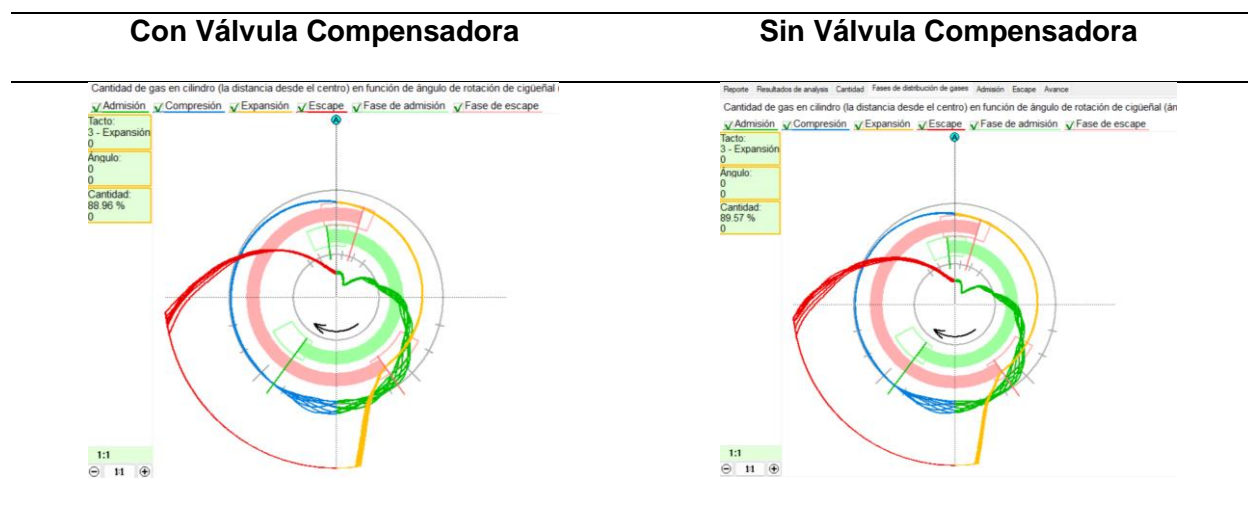 Con Válvula Compensadora
Sin Válvula Compensadora
Cantidad de gas en cilindro (la distancia desde el centro) en función de ángulo de rotación de cigüeñal (
Admisión Compresión Expansión Escape Fase de admisión Fase de escape
Tacto:
3 - Expansión
0
Ángulo:
0
0
Cantidad:
88.96 %
0
A
1:1
1:1
Reporte Resultados de analysis Cantidad Fases de distribución de gases Admisión Escape Avance
Cantidad de gas en cilindro (la distancia desde el centro) en función de ángulo de rotación de cigüeñal (án
Admisión Compresión Expansión Escape Fase de admisión Fase de escape
Tacto:
3 - Expansión
0
Ángulo:
0
0
Cantidad:
89.57 %
0
A
1:1
1:1